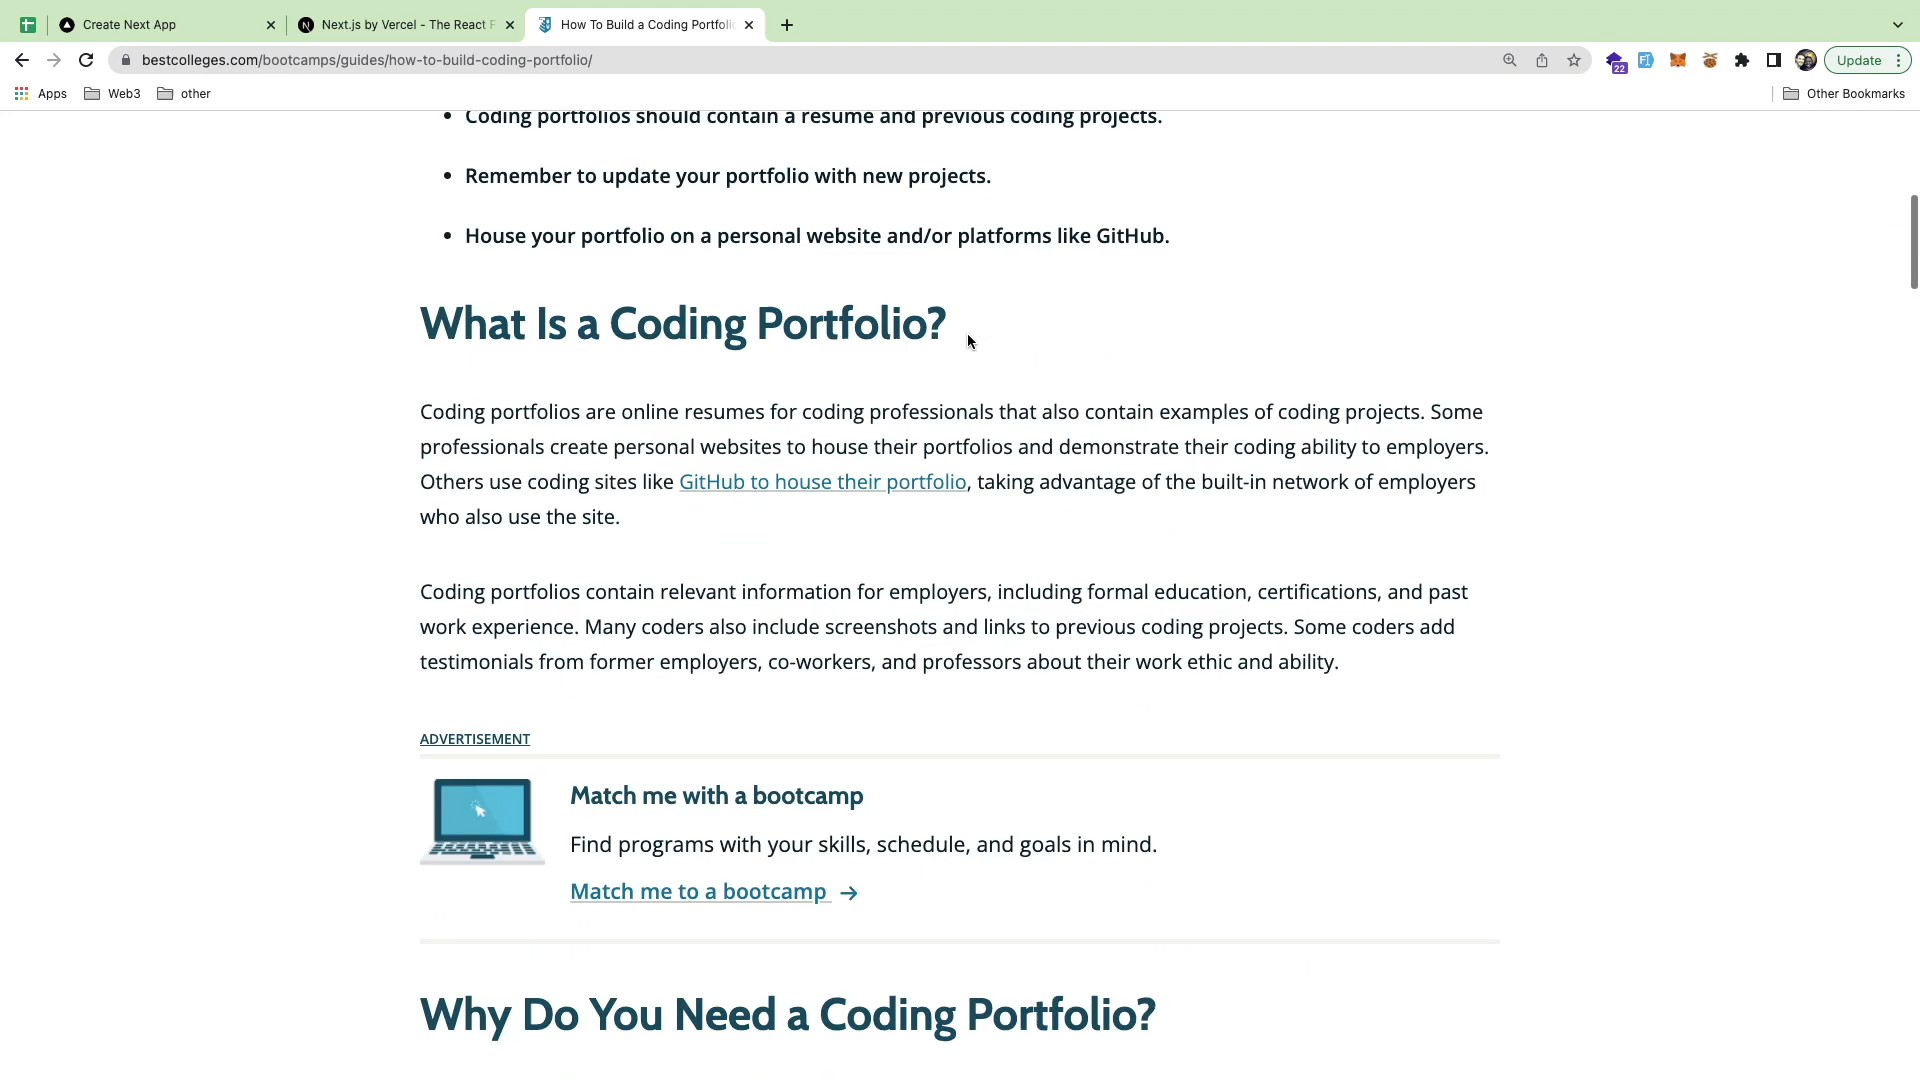 Create Next App
Next.js by Vercel - The React F
How To Build a Coding Portfolio
bestcolleges.com/bootcamps/guides/how-to-build-coding-portfolio/
22
Update
Apps
Web3
other
Other Bookmarks
• Coding portfolios should contain a resume and previous coding projects.
• Remember to update your portfolio with new projects.
• House your portfolio on a personal website and/or platforms like GitHub.
What Is a Coding Portfolio?
Coding portfolios are online resumes for coding professionals that also contain examples of coding projects. Some
professionals create personal websites to house their portfolios and demonstrate their coding ability to employers.
Others use coding sites like GitHub to house their portfolio, taking advantage of the built-in network of employers
who also use the site.
Coding portfolios contain relevant information for employers, including formal education, certifications, and past
work experience. Many coders also include screenshots and links to previous coding projects. Some coders add
testimonials from former employers, co-workers, and professors about their work ethic and ability.
ADVERTISEMENT
Match me with a bootcamp
Find programs with your skills, schedule, and goals in mind.
Match me to a bootcamp →
Why Do You Need a Coding Portfolio?